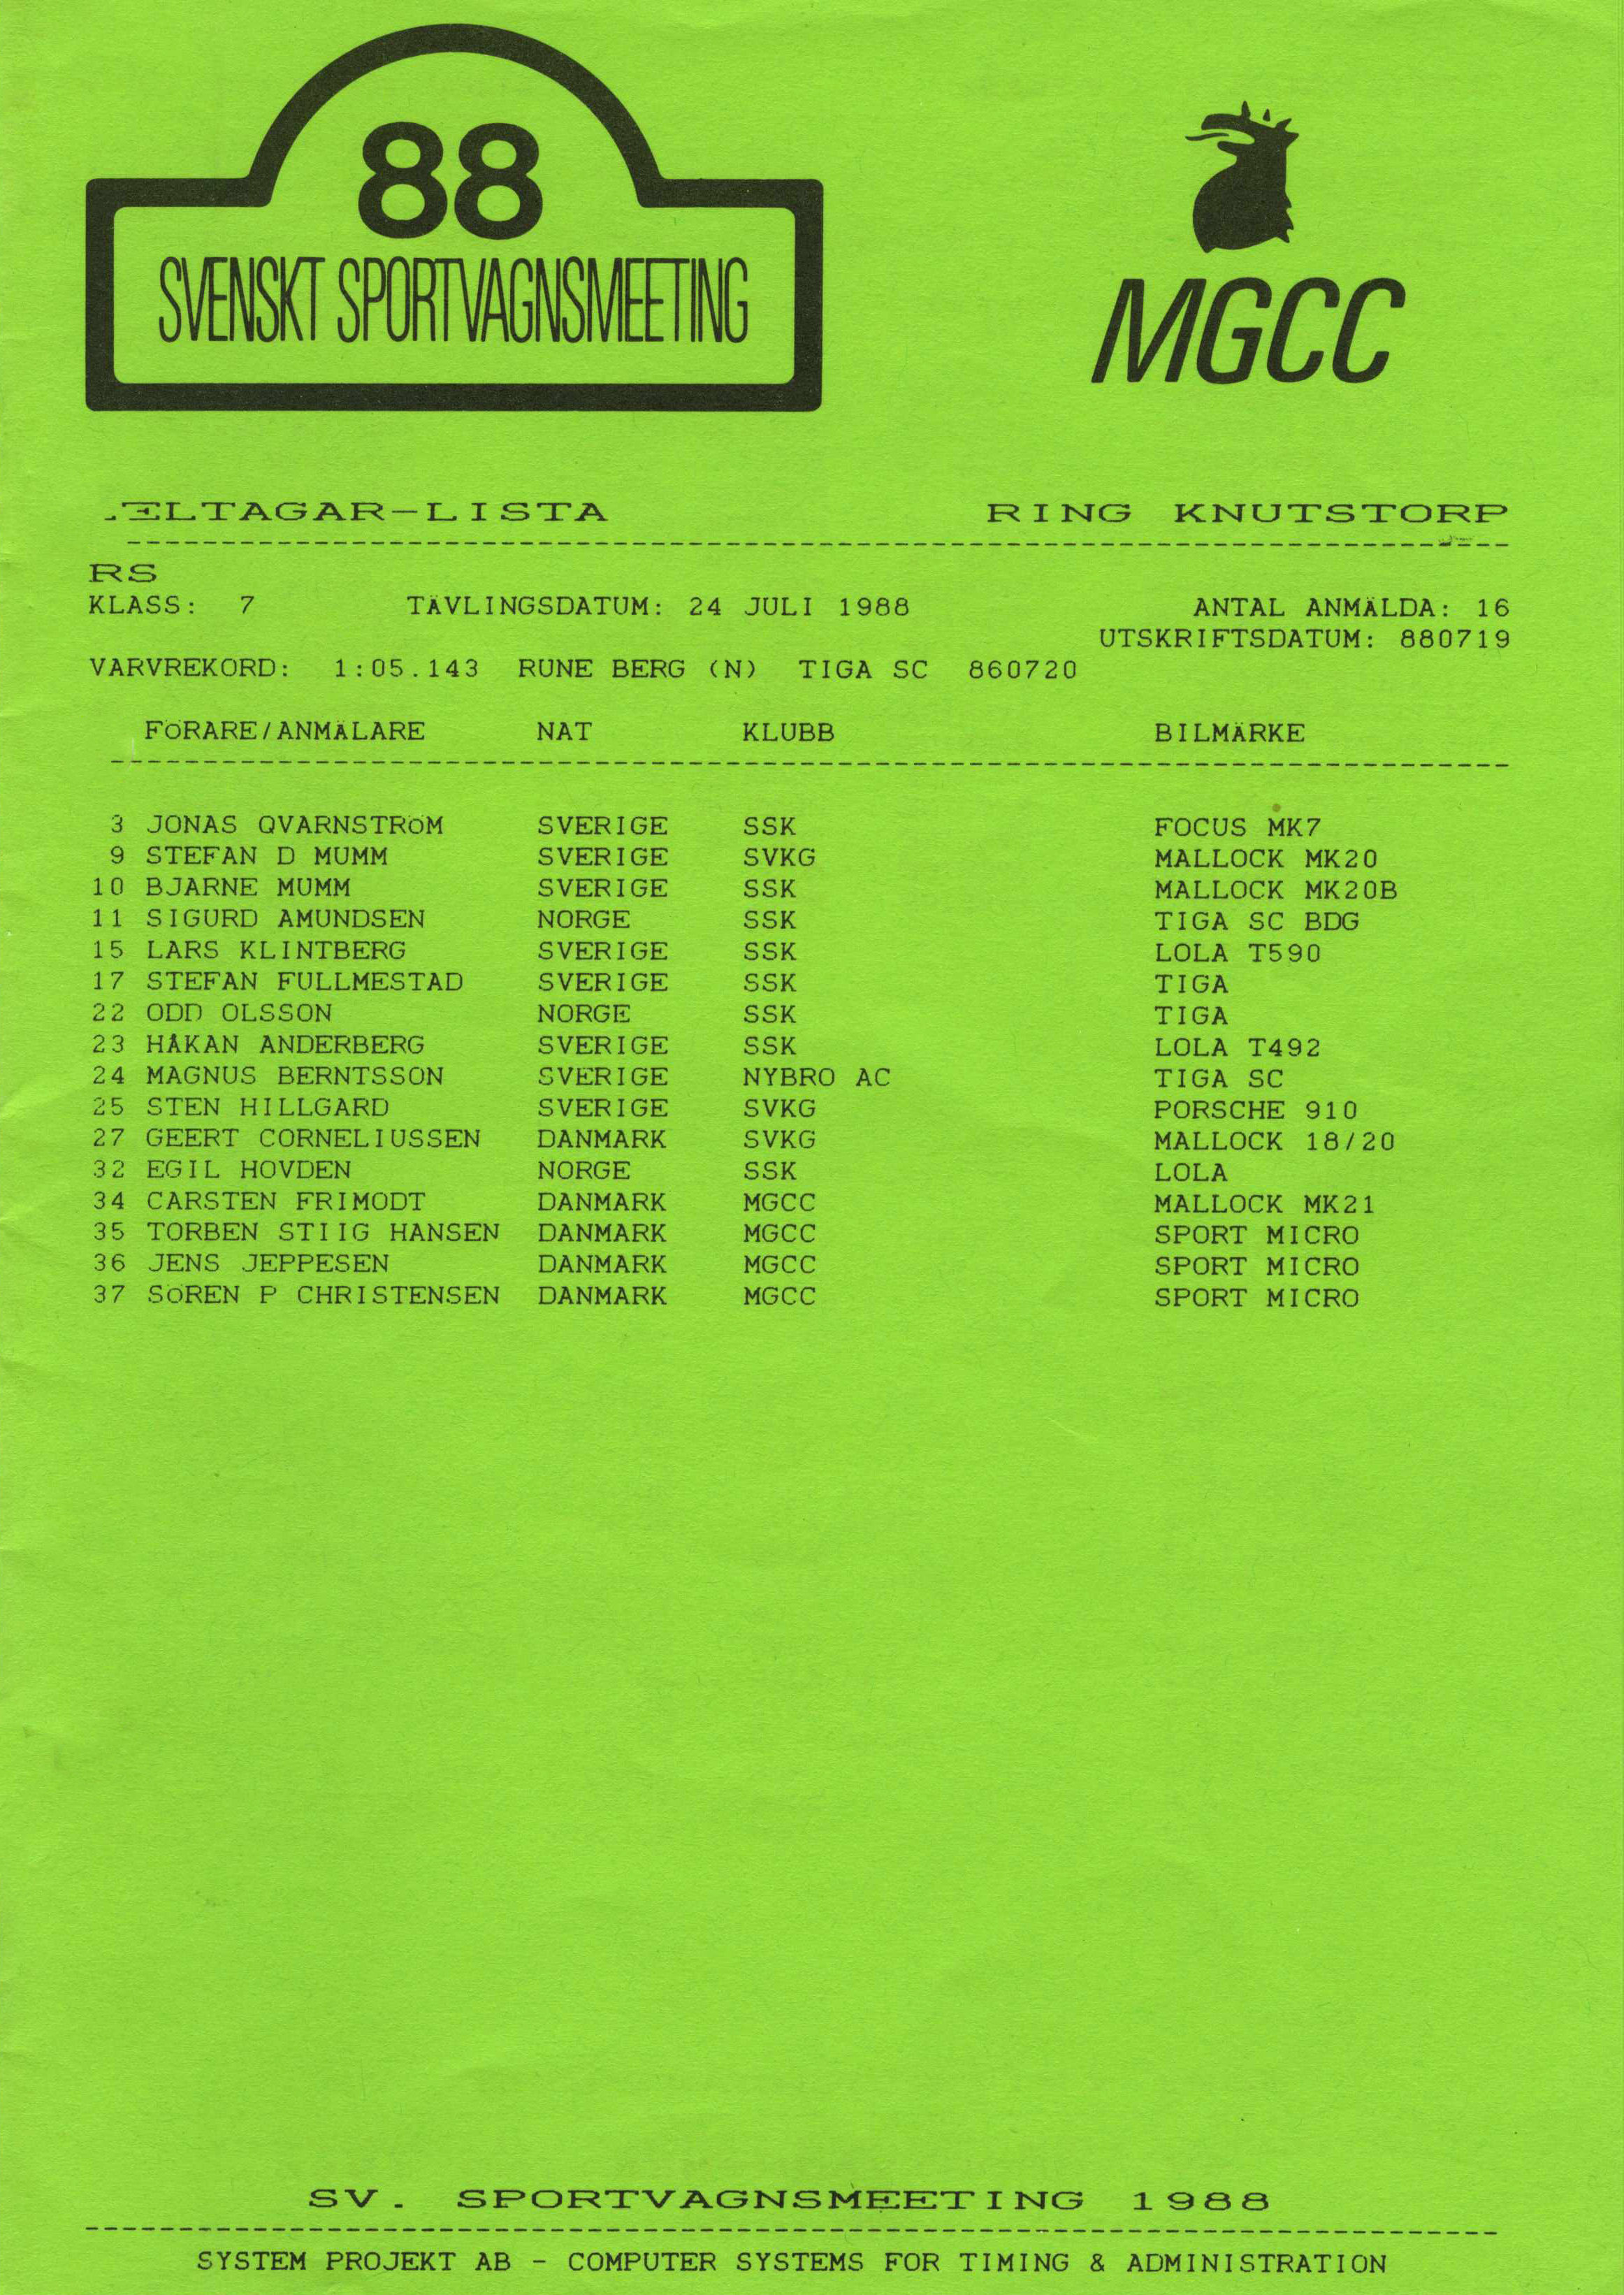 88
SVENSKT SPORTVAGNSMEETING
MGCC
DELTAGAR-LISTA RING KNUTSTORP
RS
KLASS: 7 TÄVLINGSDATUM: 24 JULI 1988 ANTAL ANMÄLDA: 16
UTSKRIFTSDATUM: 880719
VARVREKORD: 1:05.143 RUNE BERG (N) TIGA SC 860720
FÖRARE/ANMÄLARE NAT KLUBB BILMÄRKE
3 JONAS QVARNSTRÖM SVERIGE SSK FOCUS MK7
9 STEFAN D MUMM SVERIGE SVKG MALLOCK MK20
10 BJARNE MUMM SVERIGE SSK MALLOCK MK20B
11 SIGURD AMUNDSEN NORGE SSK TIGA SC BDG
15 LARS KLINTBERG SVERIGE SSK LOLA T590
17 STEFAN FULLMESTAD SVERIGE SSK TIGA
22 ODD OLSSON NORGE SSK TIGA
23 HÅKAN ANDERBERG SVERIGE SSK LOLA T492
24 MAGNUS BERNTSSON SVERIGE NYBRO AC TIGA SC
25 STEN HILLGARD SVERIGE SVKG PORSCHE 910
27 GEERT CORNELIUSSEN DANMARK SVKG MALLOCK 18/20
32 EGIL HOVDEN NORGE SSK LOLA
34 CARSTEN FRIMODT DANMARK MGCC MALLOCK MK21
35 TORBEN STIIG HANSEN DANMARK MGCC SPORT MICRO
36 JENS JEPPESEN DANMARK MGCC SPORT MICRO
37 SÖREN P CHRISTENSEN DANMARK MGCC SPORT MICRO
SV. SPORTVAGNSMEETING 1988
SYSTEM PROJEKT AB - COMPUTER SYSTEMS FOR TIMING & ADMINISTRATION